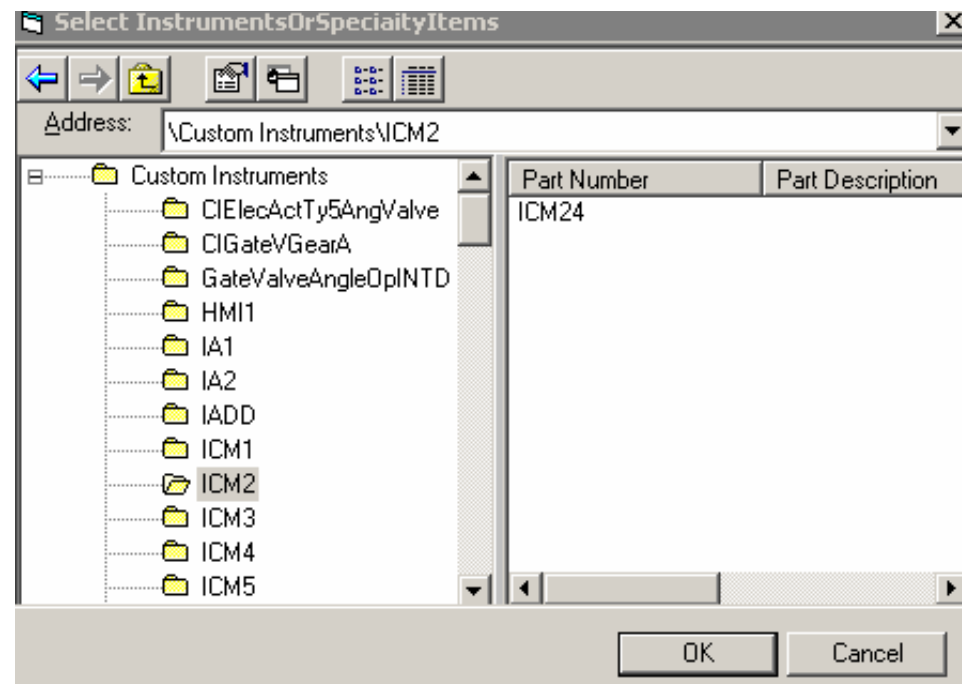 Select InstrumentsOrSpecialtyItems
Address: \Custom Instruments\ICM2
Custom Instruments
CIElecActTy5AngValve
CIGateVGearA
GateValveAngleOpINTD
HMI1
IA1
IA2
IADD
ICM1
ICM2
ICM3
ICM4
ICM5
Part Number Part Description
ICM24
OK Cancel